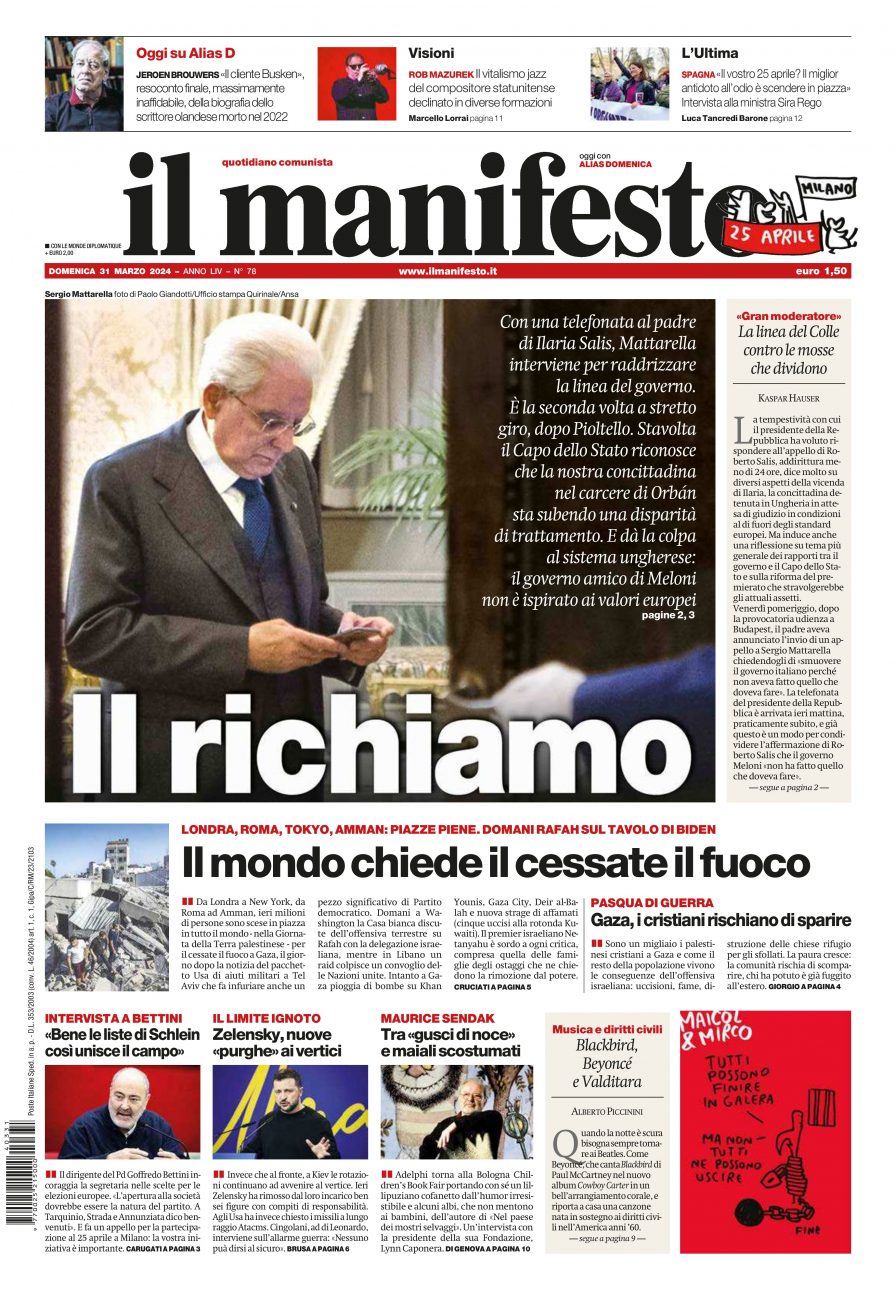 Oggi su Alias D
JEROEN BROUWERS «Il cliente Busken»,
resoconto finale, massimamente
inaffidabile, della biografia dello
scrittore olandese morto nel 2022
Visioni
ROB MAZUREK Il vitalismo jazz
del compositore statunitense
declinato in diverse formazioni
Marcello Lorrai pagina 11
L'Ultima
SPAGNA «Il vostro 25 aprile? Il miglior
antidoto all'odio è scendere in piazza»
Intervista alla ministra Sira Rego
Luca Tancredi Barone pagina 12
quotidiano comunista
oggi con
ALIAS DOMENICA
■ CON LE MONDE DIPLOMATIQUE
+ EURO 2,00
il manifesto
MILANO
25 APRILE
DOMENICA 31 MARZO 2024 – ANNO LIV – N° 78
www.ilmanifesto.it
euro 1,50
Sergio Mattarella foto di Paolo Giandotti/Ufficio stampa Quirinale/Ansa
Con una telefonata al padre
di Ilaria Salis, Mattarella
interviene per raddrizzare
la linea del governo.
È la seconda volta a stretto
giro, dopo Pioltello. Stavolta
il Capo dello Stato riconosce
che la nostra concittadina
nel carcere di Orbán
sta subendo una disparità
di trattamento. E dà la colpa
al sistema ungherese:
il governo amico di Meloni
non è ispirato ai valori europei
pagine 2, 3
Il richiamo
«Gran moderatore»
La linea del Colle
contro le mosse
che dividono
KASPAR HAUSER
La tempestività con cui
il presidente della Re-
pubblica ha voluto ri-
spondere all'appello di Ro-
berto Salis, addirittura me-
no di 24 ore, dice molto su
diversi aspetti della vicenda
di Ilaria, la concittadina de-
tenuta in Ungheria in atte-
sa di giudizio in condizioni
al di fuori degli standard
europei. Ma induce anche
una riflessione su tema più
generale dei rapporti tra il
governo e il Capo dello Sta-
to e sulla riforma del pre-
mierato che stravolgerebbe
gli attuali assetti.
Venerdì pomeriggio, dopo
la provocatoria udienza a
Budapest, il padre aveva
annunciato l'invio di un ap-
pello a Sergio Mattarella
chiedendogli di «smuovere
il governo italiano perché
non aveva fatto quello che
doveva fare». La telefonata
del presidente della Repub-
blica è arrivata ieri mattina,
praticamente subito, e già
questo è un modo per condi-
videre l'affermazione di Ro-
berto Salis che il governo
Meloni «non ha fatto quello
che doveva fare».
— segue a pagina 2 —
LONDRA, ROMA, TOKYO, AMMAN: PIAZZE PIENE. DOMANI RAFAH SUL TAVOLO DI BIDEN
Il mondo chiede il cessate il fuoco
Da Londra a New York, da
Roma ad Amman, ieri milioni
di persone sono scese in piazza
in tutto il mondo - nella Giorna-
ta della Terra palestinese - per
il cessate il fuoco a Gaza, il gior-
no dopo la notizia del pacchet-
to Usa di aiuti militari a Tel
Aviv che fa infuriare anche un
pezzo significativo di Partito
democratico. Domani a Wa-
shington la Casa bianca discu-
te dell'offensiva terrestre su
Rafah con la delegazione israe-
liana, mentre in Libano un
raid colpisce un convoglio del-
le Nazioni unite. Intanto a Ga-
za pioggia di bombe su Khan
Younis, Gaza City, Deir al-Ba-
lah e nuova strage di affamati
(cinque uccisi alla rotonda Ku-
wait). Il premier israeliano Ne-
tanyahu è sordo a ogni critica,
compresa quella delle fami-
glie degli ostaggi che ne chie-
dono la rimozione dal potere.
CRUCIATI A PAGINA 5
PASQUA DI GUERRA
Gaza, i cristiani rischiano di sparire
Sono un migliaio i palesti-
nesi cristiani a Gaza e come il
resto della popolazione vivono
le conseguenze dell'offensiva
israeliana: uccisioni, fame, di-
struzione delle chiese rifugio
per gli sfollati. La paura cresce:
la comunità rischia di scompa-
rire, chi ha potuto è già fuggito
all'estero. GIORGIO A PAGINA 4
INTERVISTA A BETTINI
«Bene le liste di Schlein
così unisce il campo»
Il dirigente del Pd Goffredo Bettini in-
coraggia la segretaria nelle scelte per le
elezioni europee. «L'apertura alla società
dovrebbe essere la natura del partito. A
Tarquinio, Strada e Annunziata dico ben-
venuti». E fa un appello per la partecipa-
zione al 25 aprile a Milano: la vostra ini-
ziativa è importante. CARUGATI A PAGINA 3
IL LIMITE IGNOTO
Zelensky, nuove
«purghe» ai vertici
Invece che al fronte, a Kiev le rotazio-
ni continuano ad avvenire al vertice. Ieri
Zelensky ha rimosso dal loro incarico ben
sei figure con compiti di responsabilità.
Agli Usa ha invece chiesto i missili a lungo
raggio Atacms. Cingolani, ad di Leonardo,
interviene sull'allarme guerra: «Nessuno
può dirsi al sicuro». BRUSA A PAGINA 6
MAURICE SENDAK
Tra «gusci di noce»
e maiali scostumati
Adelphi torna alla Bologna Chil-
dren's Book Fair portando con sé un lil-
lipuziano cofanetto dall'humor irresi-
stibile e alcuni albi, che non mentono
ai bambini, dell'autore di «Nel paese
dei mostri selvaggi». Un'intervista con
la presidente della sua Fondazione,
Lynn Caponera. DI GENOVA A PAGINA 10
Musica e diritti civili
Blackbird,
Beyoncé
e Valditara
ALBERTO PICCININI
Quando la notte è scura
bisogna sempre torna-
re ai Beatles. Come
Beyoncé, che canta Blackbird di
Paul McCartney nel nuovo
album Cowboy Carter in un
bell'arrangiamento corale, e
riporta a casa una canzone
nata in sostegno ai diritti civi-
li nell'America anni '60.
— segue a pagina 9 —
MAICOL
& MIRCO
TUTTI
POSSONO
FINIRE
IN GALERA
MA NON
TUTTI
NE POSSONO
USCIRE
FINE
Poste Italiane Sped. in a. p. - D.L. 353/2003 (conv. L. 46/2004) art. 1, c. 1, Gipa/C/RM/23/2103
40331
9 770025 215000